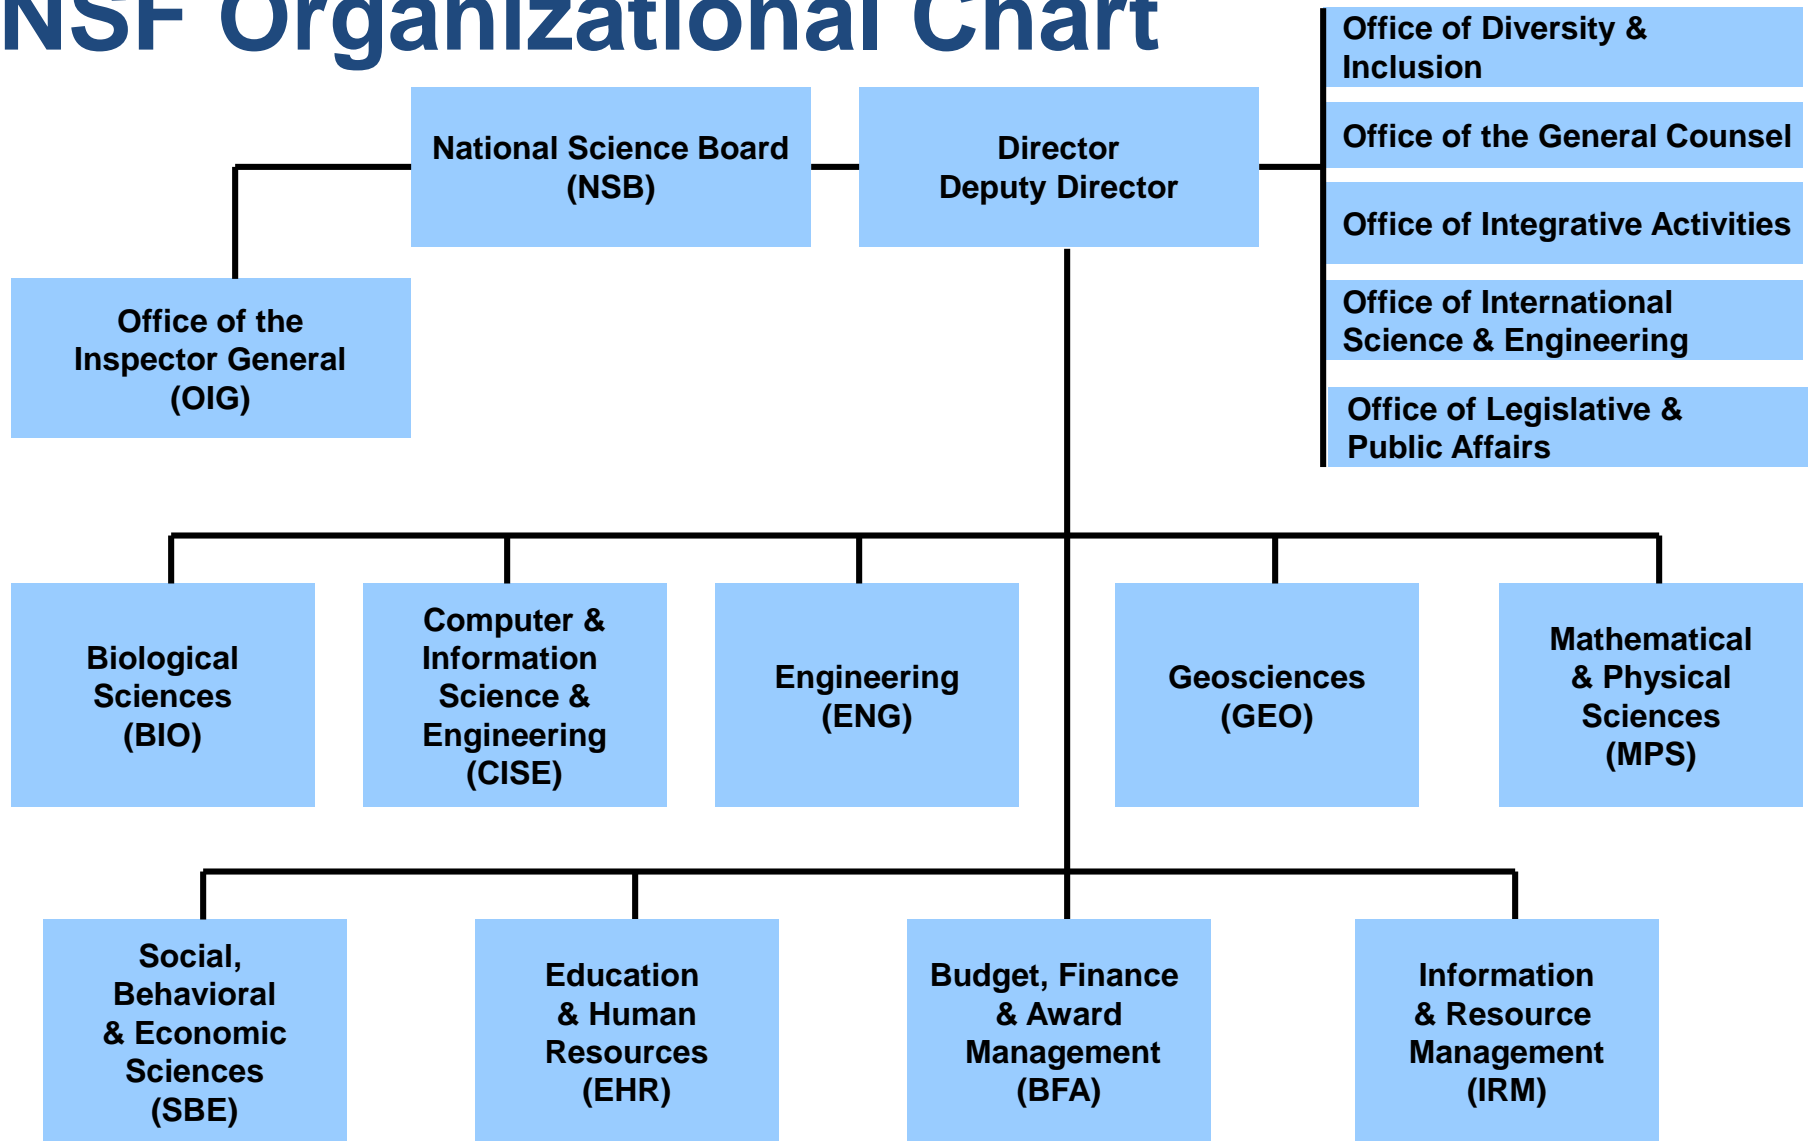 NSF Organizational Chart
Office of Diversity &
Inclusion
National Science Board
(NSB)
Director
Deputy Director
Office of the General Counsel
Office of Integrative Activities
Office of the
Inspector General
(OIG)
Office of International
Science & Engineering
Office of Legislative &
Public Affairs
Biological
Sciences
(BIO)
Computer &
Information
Science &
Engineering
(CISE)
Engineering
(ENG)
Geosciences
(GEO)
Mathematical
& Physical
Sciences
(MPS)
Social,
Behavioral
& Economic
Sciences
(SBE)
Education
& Human
Resources
(EHR)
Budget, Finance
& Award
Management
(BFA)
Information
& Resource
Management
(IRM)